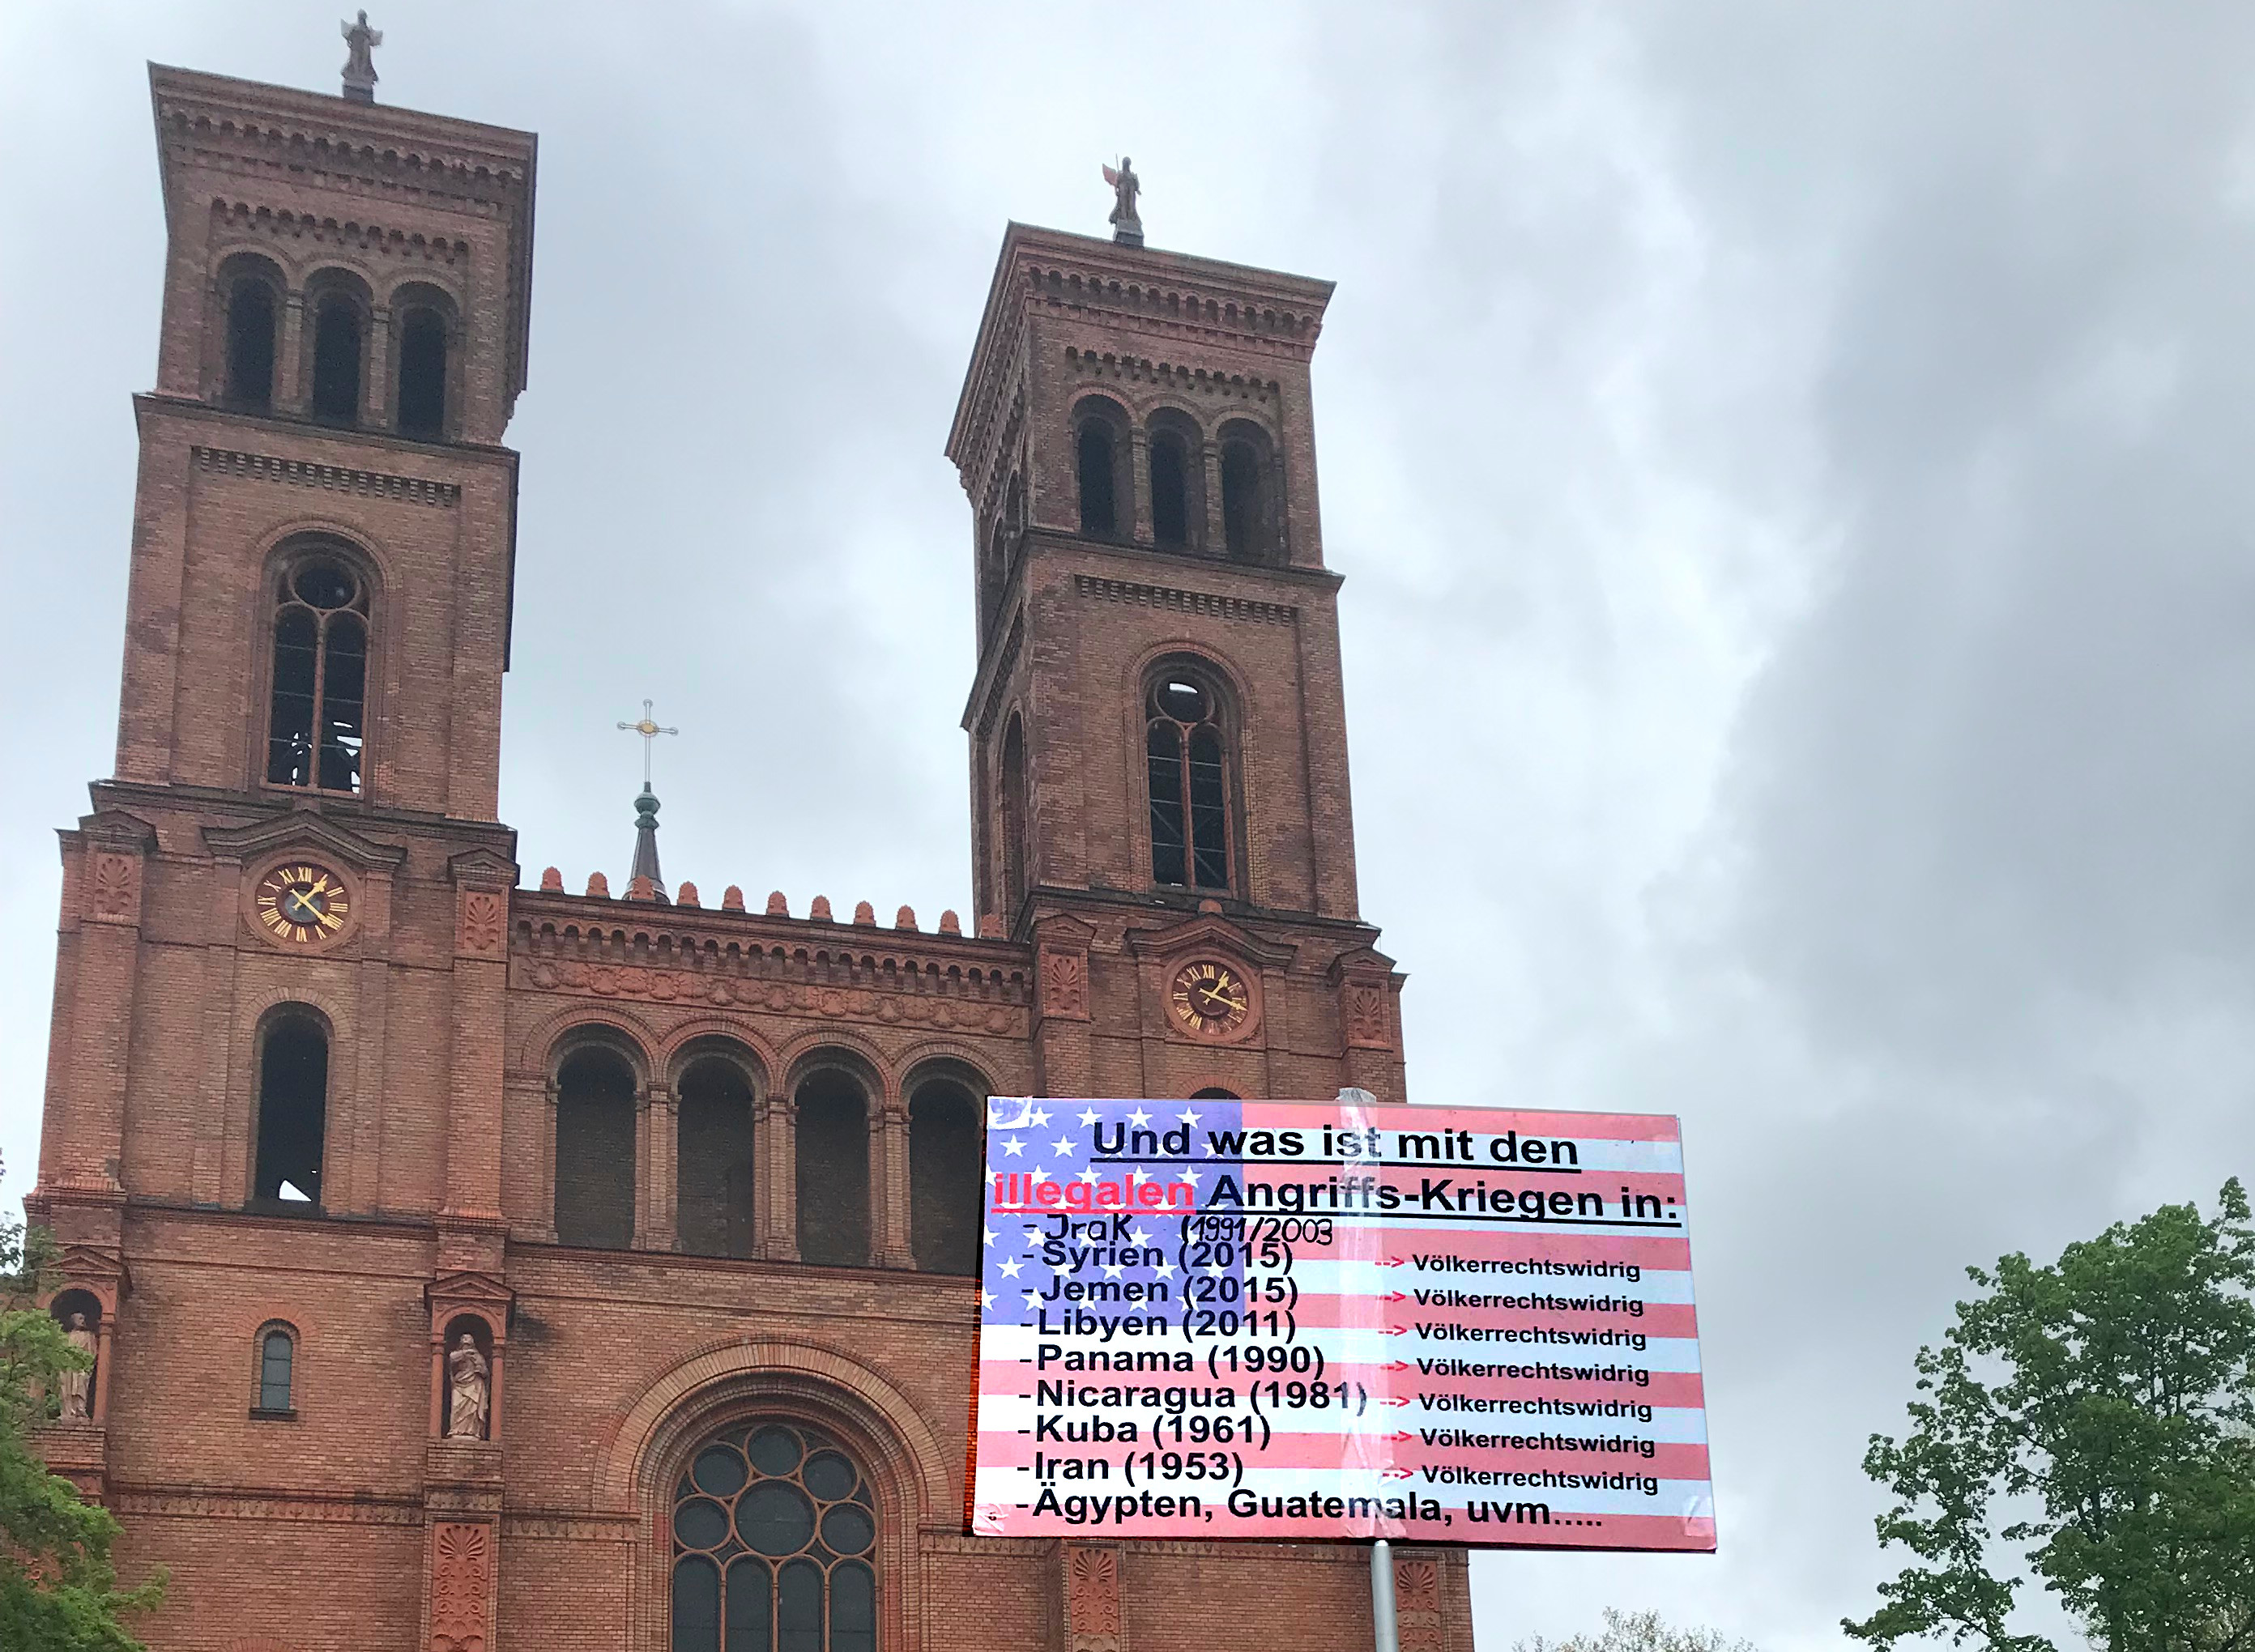 Und was ist mit den
illegalen Angriffs-Kriegen in:
- Jrak (1991/2003
- Syrien (2015) --> Völkerrechtswidrig
- Jemen (2015) --> Völkerrechtswidrig
- Libyen (2011) --> Völkerrechtswidrig
- Panama (1990) --> Völkerrechtswidrig
- Nicaragua (1981) --> Völkerrechtswidrig
- Kuba (1961) --> Völkerrechtswidrig
- Iran (1953) --> Völkerrechtswidrig
- Ägypten, Guatemala, uvm.....